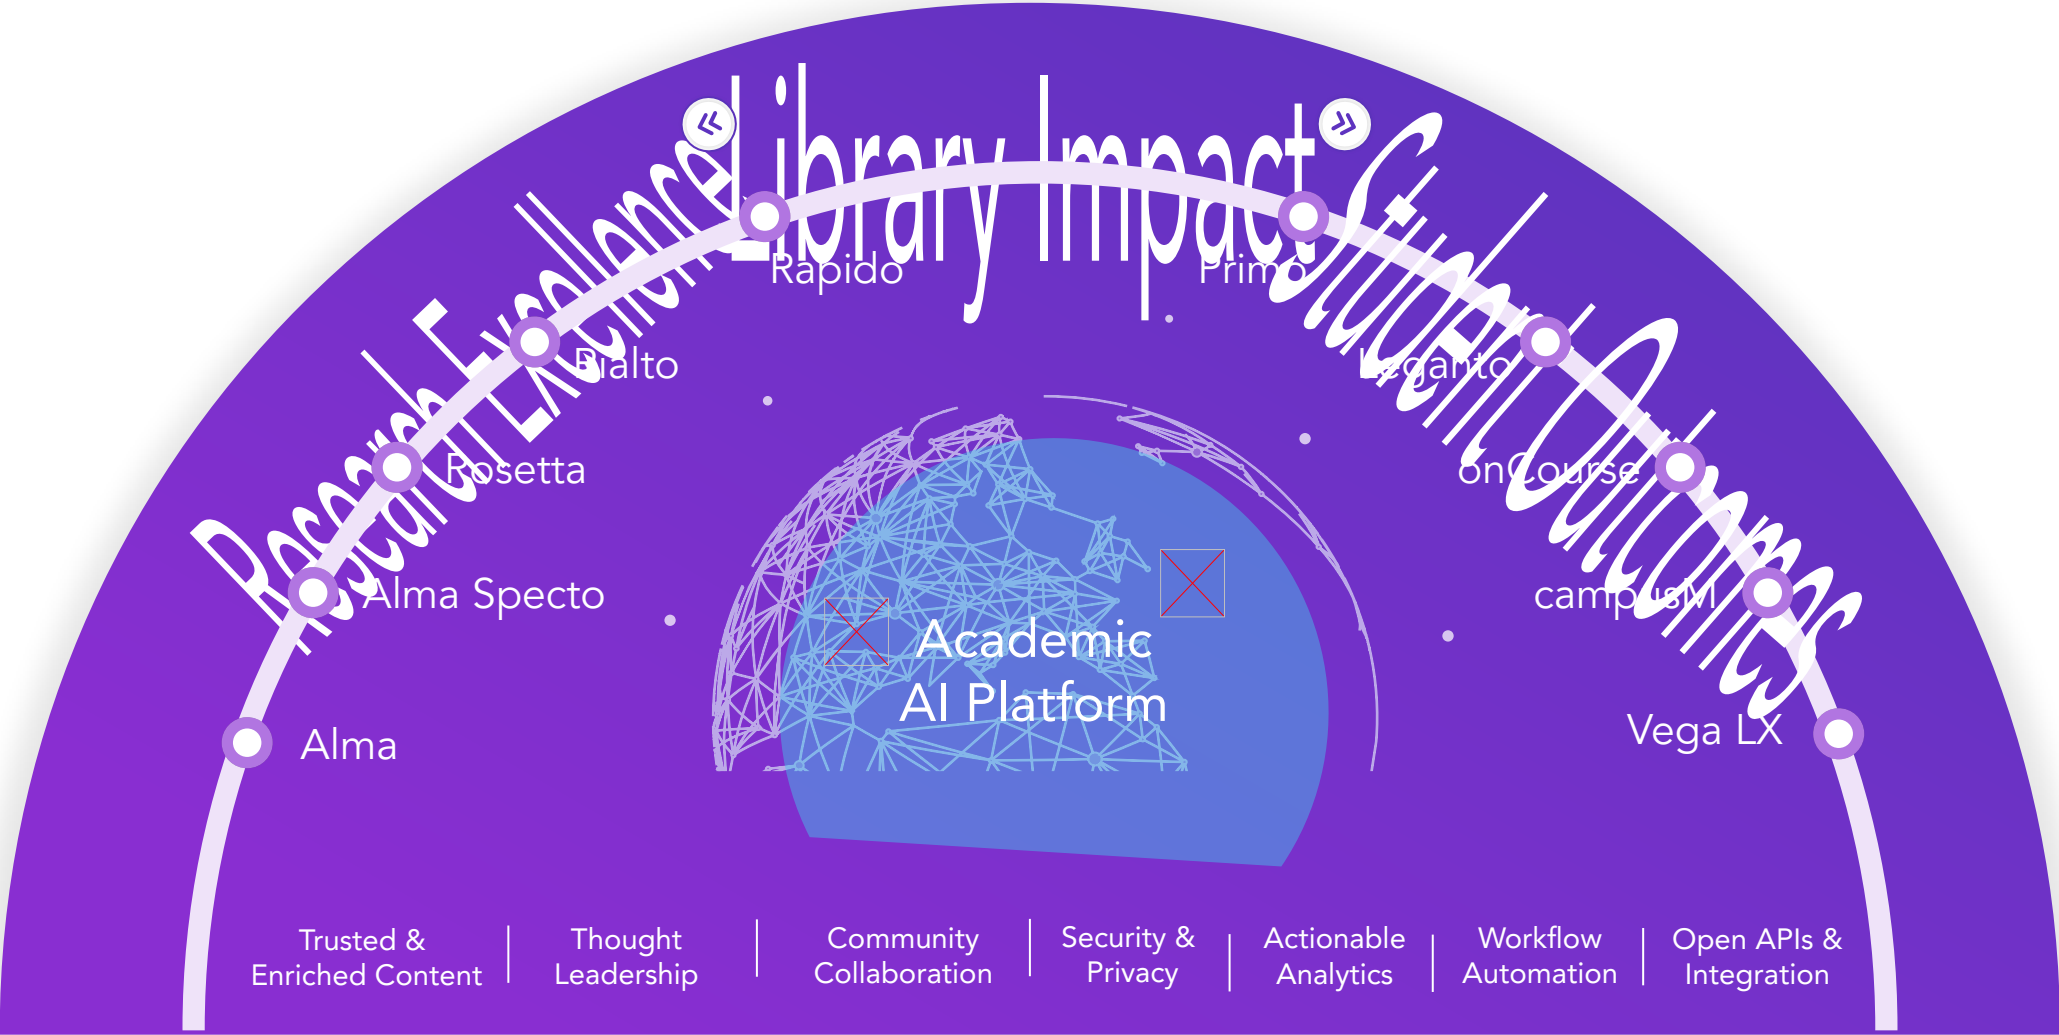 Research Excellence
Library Impact
Student Outcomes
Rapido
Primo
Rialto
Leganto
Rosetta
onCourse
Alma Specto
campusM
Alma
Vega LX
Academic
AI Platform
Trusted &
Enriched Content
Thought
Leadership
Community
Collaboration
Security &
Privacy
Actionable
Analytics
Workflow
Automation
Open APIs &
Integration